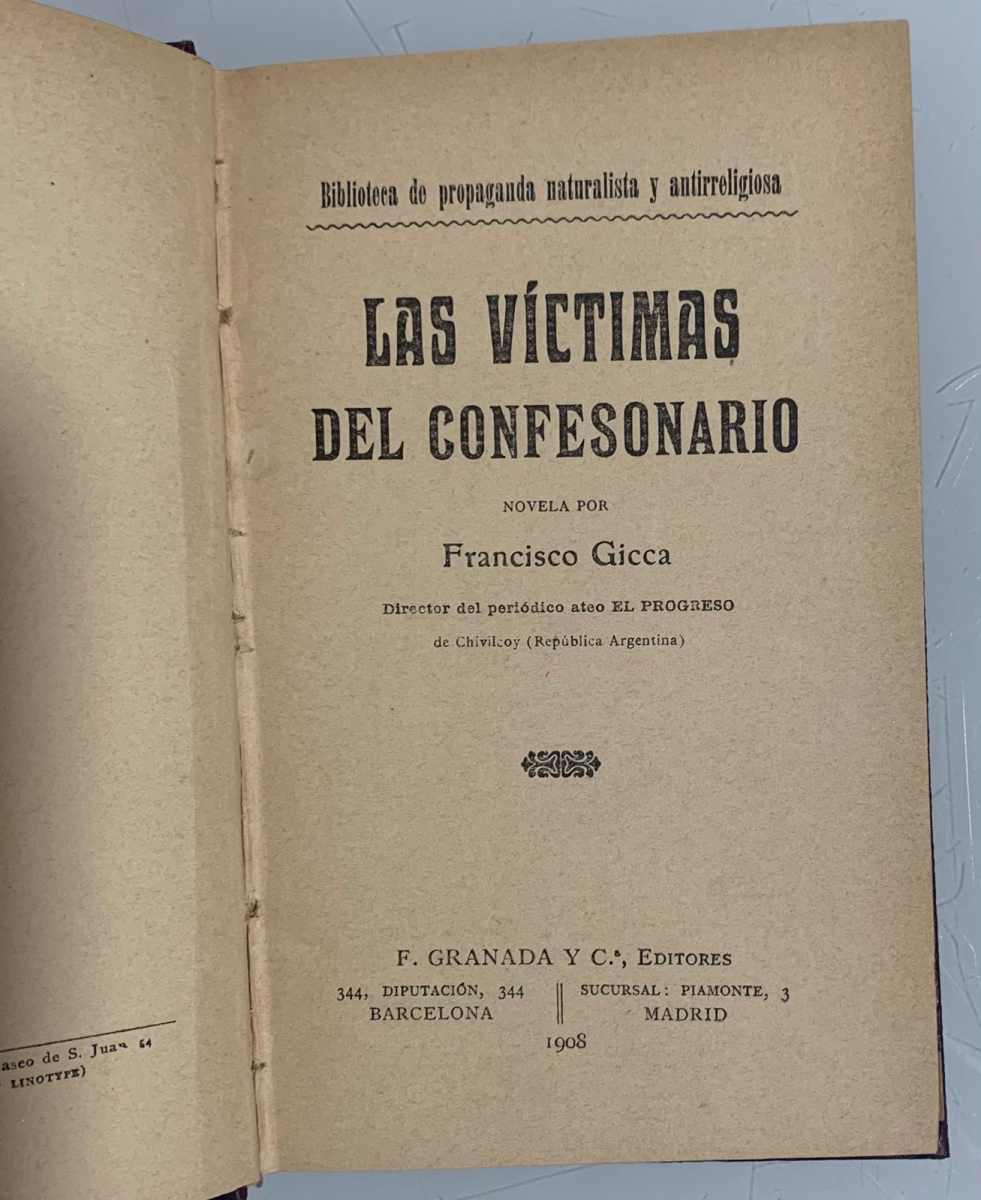 Biblioteca de propaganda naturalista y antirreligiosa
LAS VÍCTIMAS
DEL CONFESONARIO
NOVELA POR
Francisco Gicca
Director del periódico ateo EL PROGRESO
de Chivilcoy (República Argentina)
F. GRANADA Y C.ª, EDITORES
344, DIPUTACIÓN, 344
BARCELONA
SUCURSAL: PIAMONTE, 3
MADRID
1908
aseo de S. Juan 54
LINOTYPE)